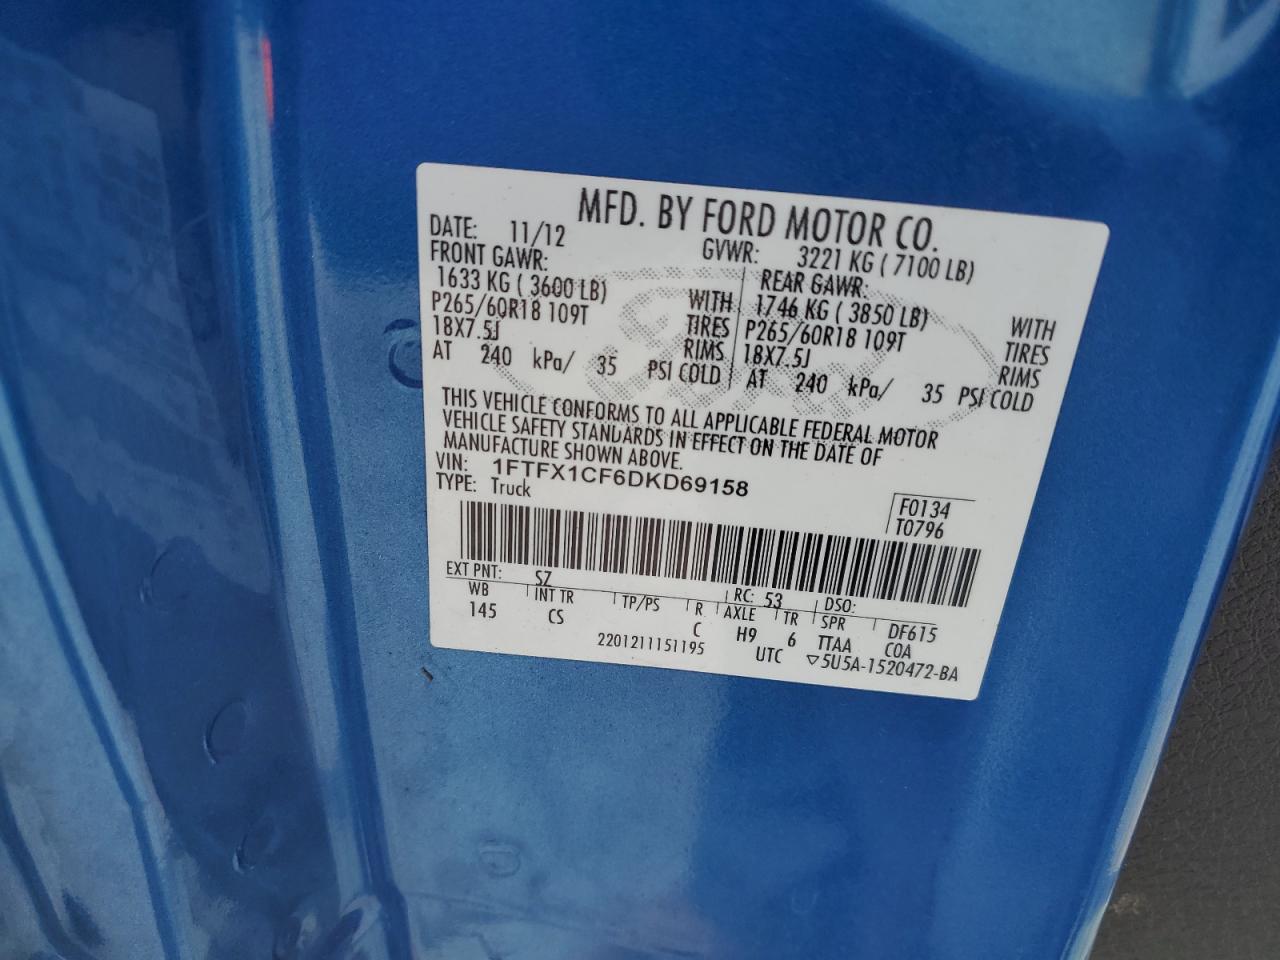 MFD. BY FORD MOTOR CO.
DATE: 11/12 GVWR: 3221 KG ( 7100 LB)
FRONT GAWR: REAR GAWR:
1633 KG ( 3600 LB) WITH 1746 KG ( 3850 LB) WITH
P265/60R18 109T TIRES P265/60R18 109T TIRES
18X7.5J RIMS 18X7.5J RIMS
AT 240 kPa/ 35 PSI COLD AT 240 kPa/ 35 PSI COLD
THIS VEHICLE CONFORMS TO ALL APPLICABLE FEDERAL MOTOR
VEHICLE SAFETY STANDARDS IN EFFECT ON THE DATE OF
MANUFACTURE SHOWN ABOVE.
VIN: 1FTFX1CF6DKD69158
TYPE: Truck
F0134
T0796
EXT PNT: SZ RC: 53 DSO:
WB INT TR TP/PS R AXLE TR SPR DF615
145 CS C H9 6 TTAA COA
2201211151195 UTC ▽5U5A-1520472-BA